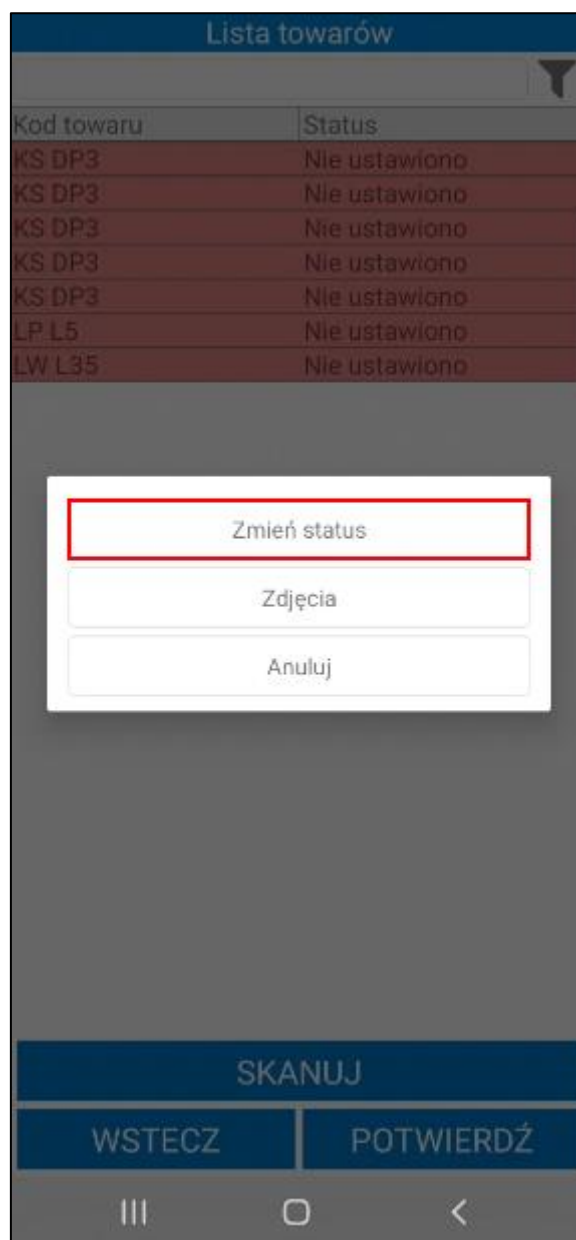 Lista towarów
Kod towaru Status
KS DP3 Nie ustawiono
KS DP3 Nie ustawiono
KS DP3 Nie ustawiono
KS DP3 Nie ustawiono
KS DP3 Nie ustawiono
LP L5 Nie ustawiono
LW L35 Nie ustawiono
Zmień status
Zdjęcia
Anuluj
SKANUJ
WSTECZ POTWIERDŹ